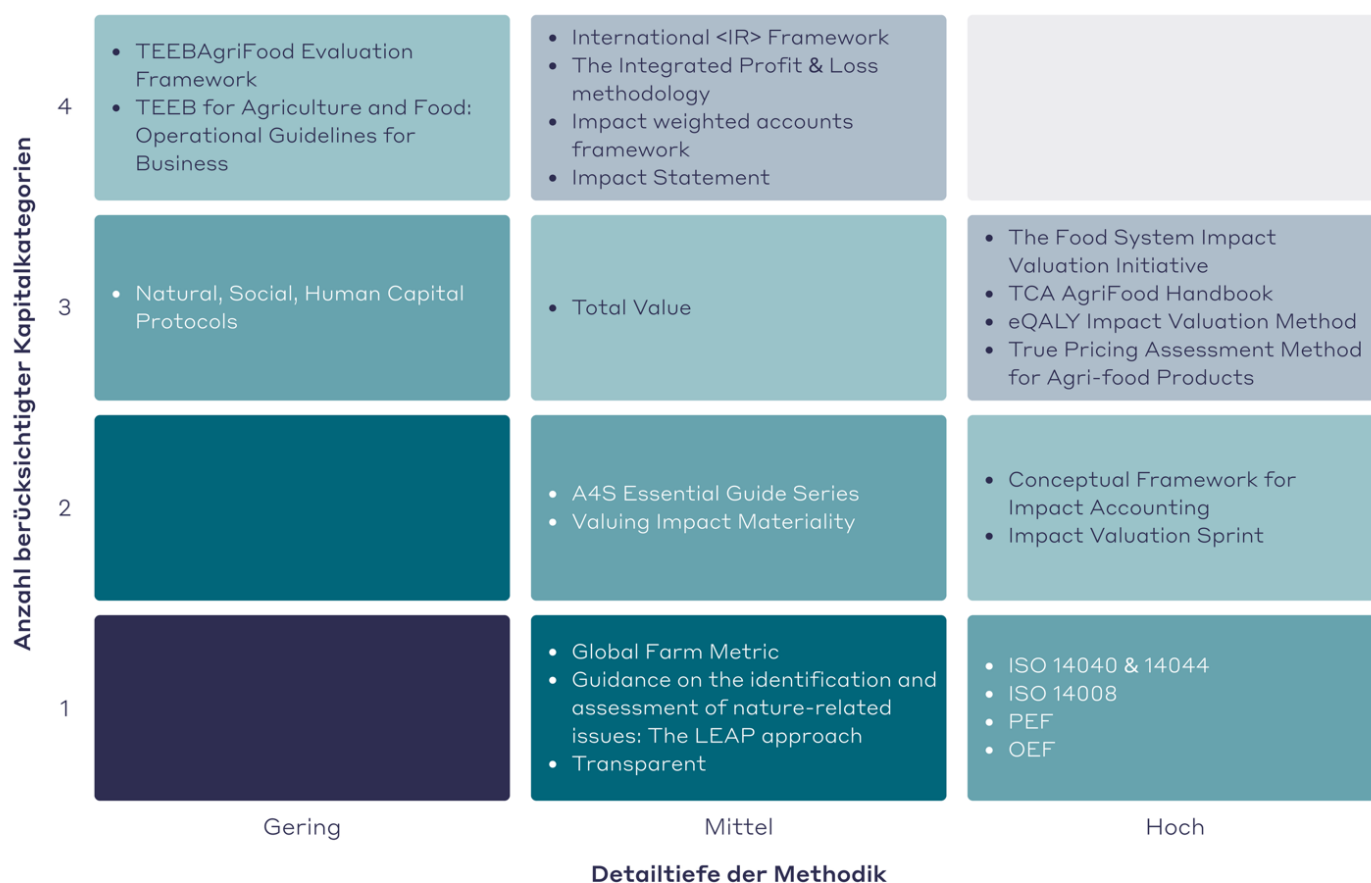 Anzahl berücksichtigter Kapitalkategorien
4
• TEEBAgriFood Evaluation
Framework
• TEEB for Agriculture and Food:
Operational Guidelines for
Business
• International <IR> Framework
• The Integrated Profit & Loss
methodology
• Impact weighted accounts
framework
• Impact Statement
3
• Natural, Social, Human Capital
Protocols
• Total Value
• The Food System Impact
Valuation Initiative
• TCA AgriFood Handbook
• eQALY Impact Valuation Method
• True Pricing Assessment Method
for Agri-food Products
2
• A4S Essential Guide Series
• Valuing Impact Materiality
• Conceptual Framework for
Impact Accounting
• Impact Valuation Sprint
1
• Global Farm Metric
• Guidance on the identification and
assessment of nature-related
issues: The LEAP approach
• Transparent
• ISO 14040 & 14044
• ISO 14008
• PEF
• OEF
Gering
Mittel
Hoch
Detailtiefe der Methodik